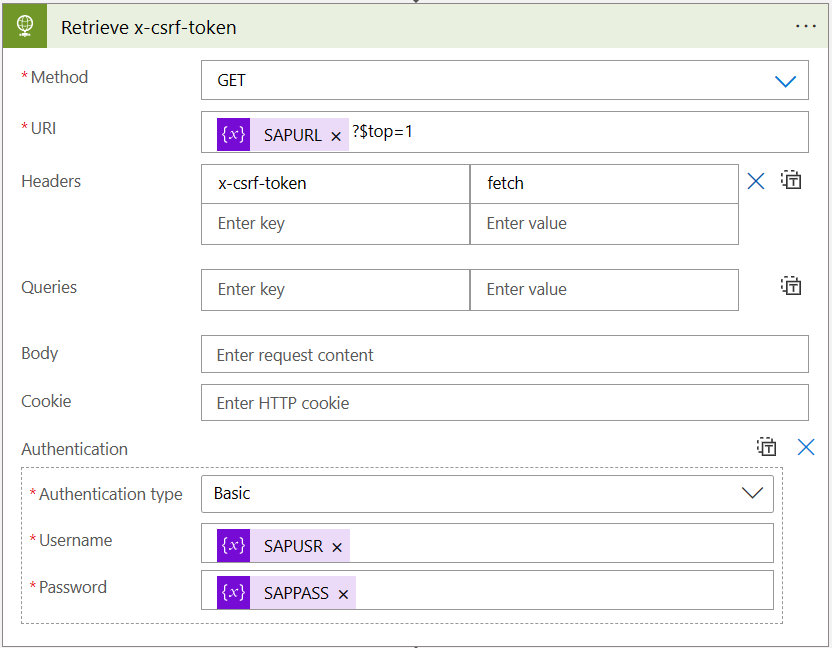 Retrieve x-csrf-token ...
* Method GET
* URI {x} SAPURL × ?$top=1
Headers x-csrf-token fetch
Enter key Enter value
Queries Enter key Enter value
Body Enter request content
Cookie Enter HTTP cookie
Authentication
* Authentication type Basic
* Username {x} SAPUSR ×
* Password {x} SAPPASS ×